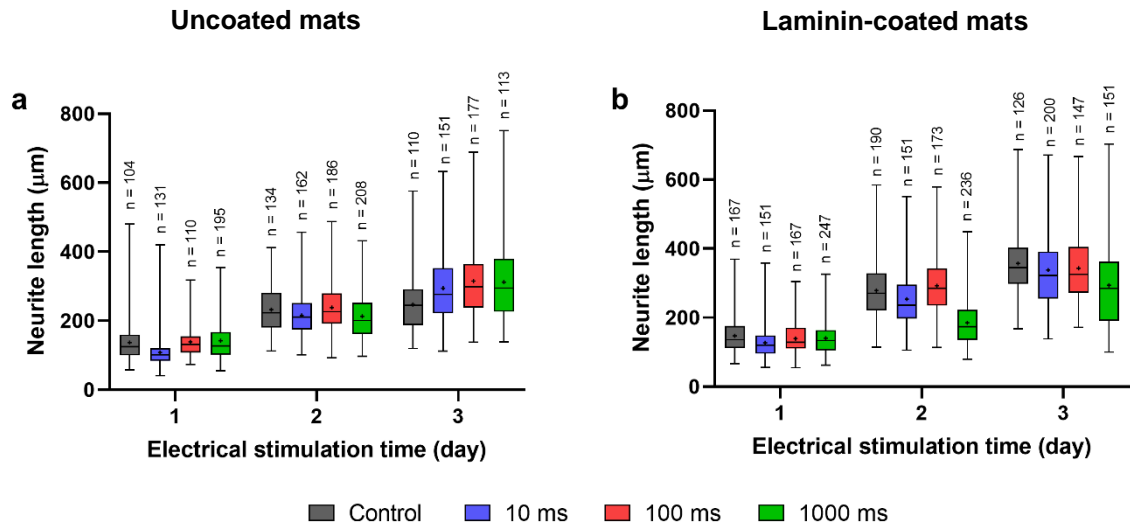 Uncoated mats
Laminin-coated mats
a
Neurite length (μm)
800
600
400
200
0
n = 104
n = 131
n = 110
n = 195
n = 134
n = 162
n = 186
n = 208
n = 110
n = 151
n = 177
n = 113
1 2 3
Electrical stimulation time (day)
b
Neurite length (μm)
800
600
400
200
0
n = 167
n = 151
n = 167
n = 247
n = 190
n = 151
n = 173
n = 236
n = 126
n = 200
n = 147
n = 151
1 2 3
Electrical stimulation time (day)
Control 10 ms 100 ms 1000 ms